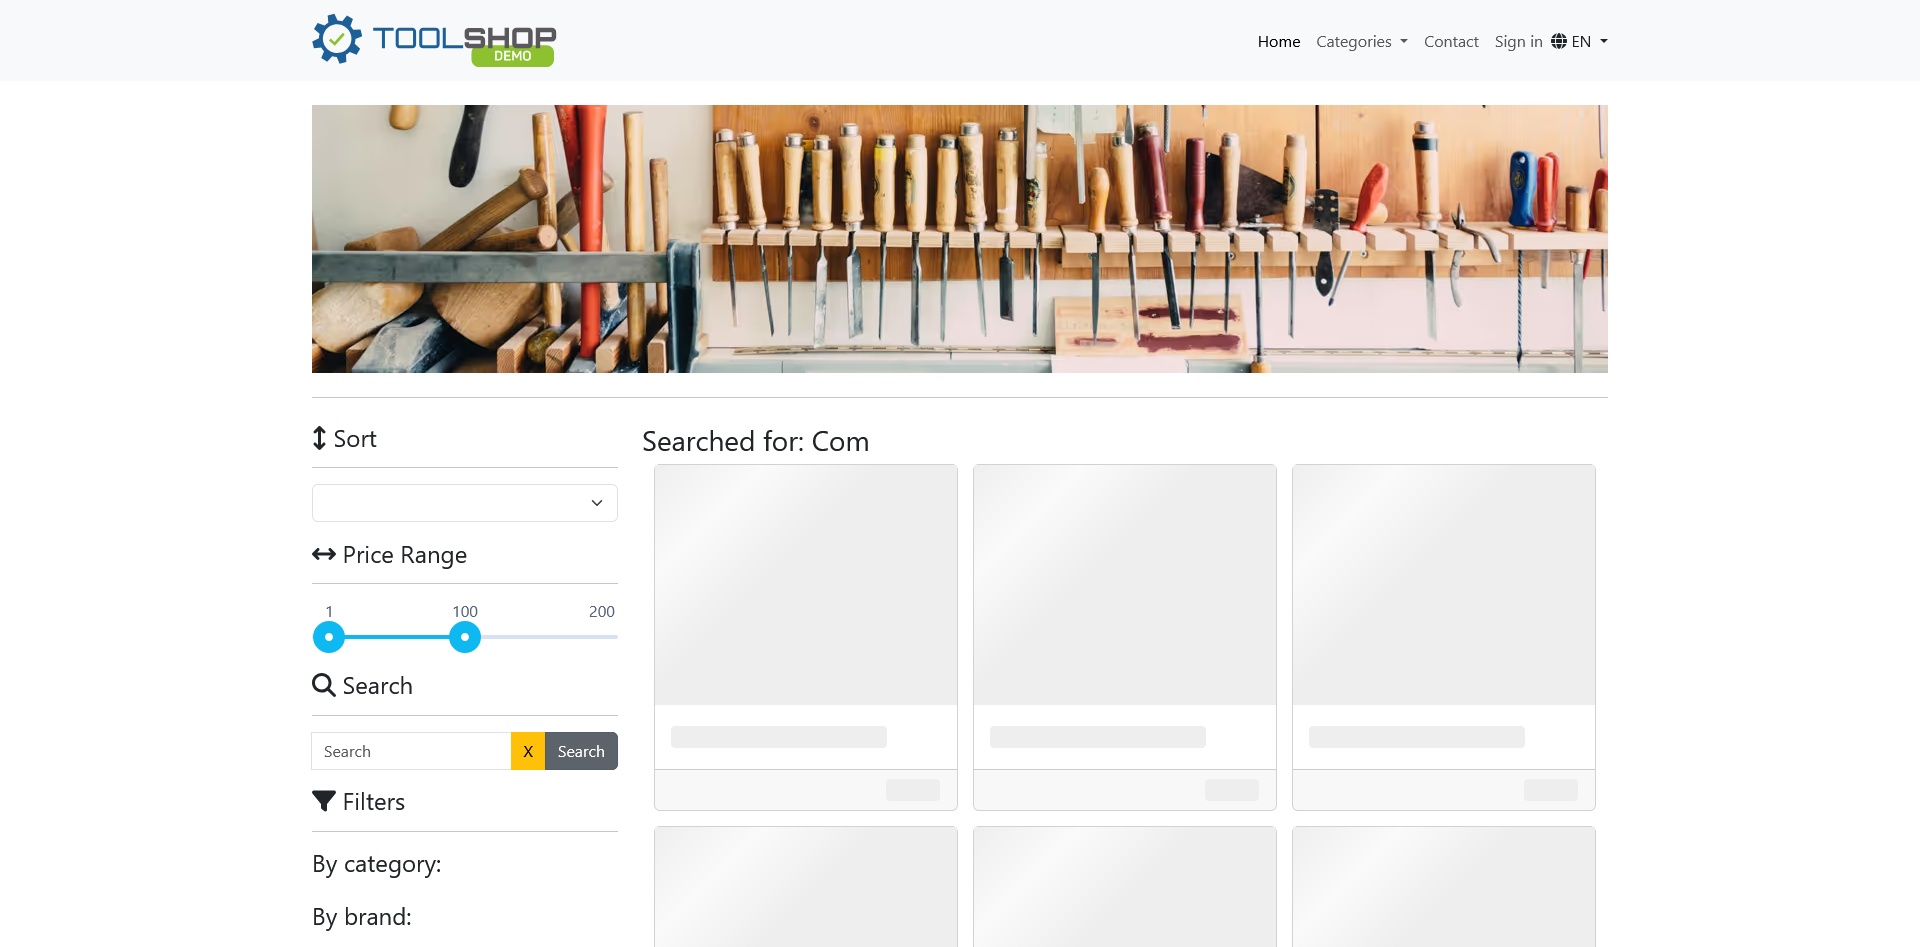 TOOLSHOP
DEMO
Home Categories Contact Sign in EN
Sort
Price Range
1 100 200
Search
Search X Search
Filters
By category:
By brand:
Searched for: Com